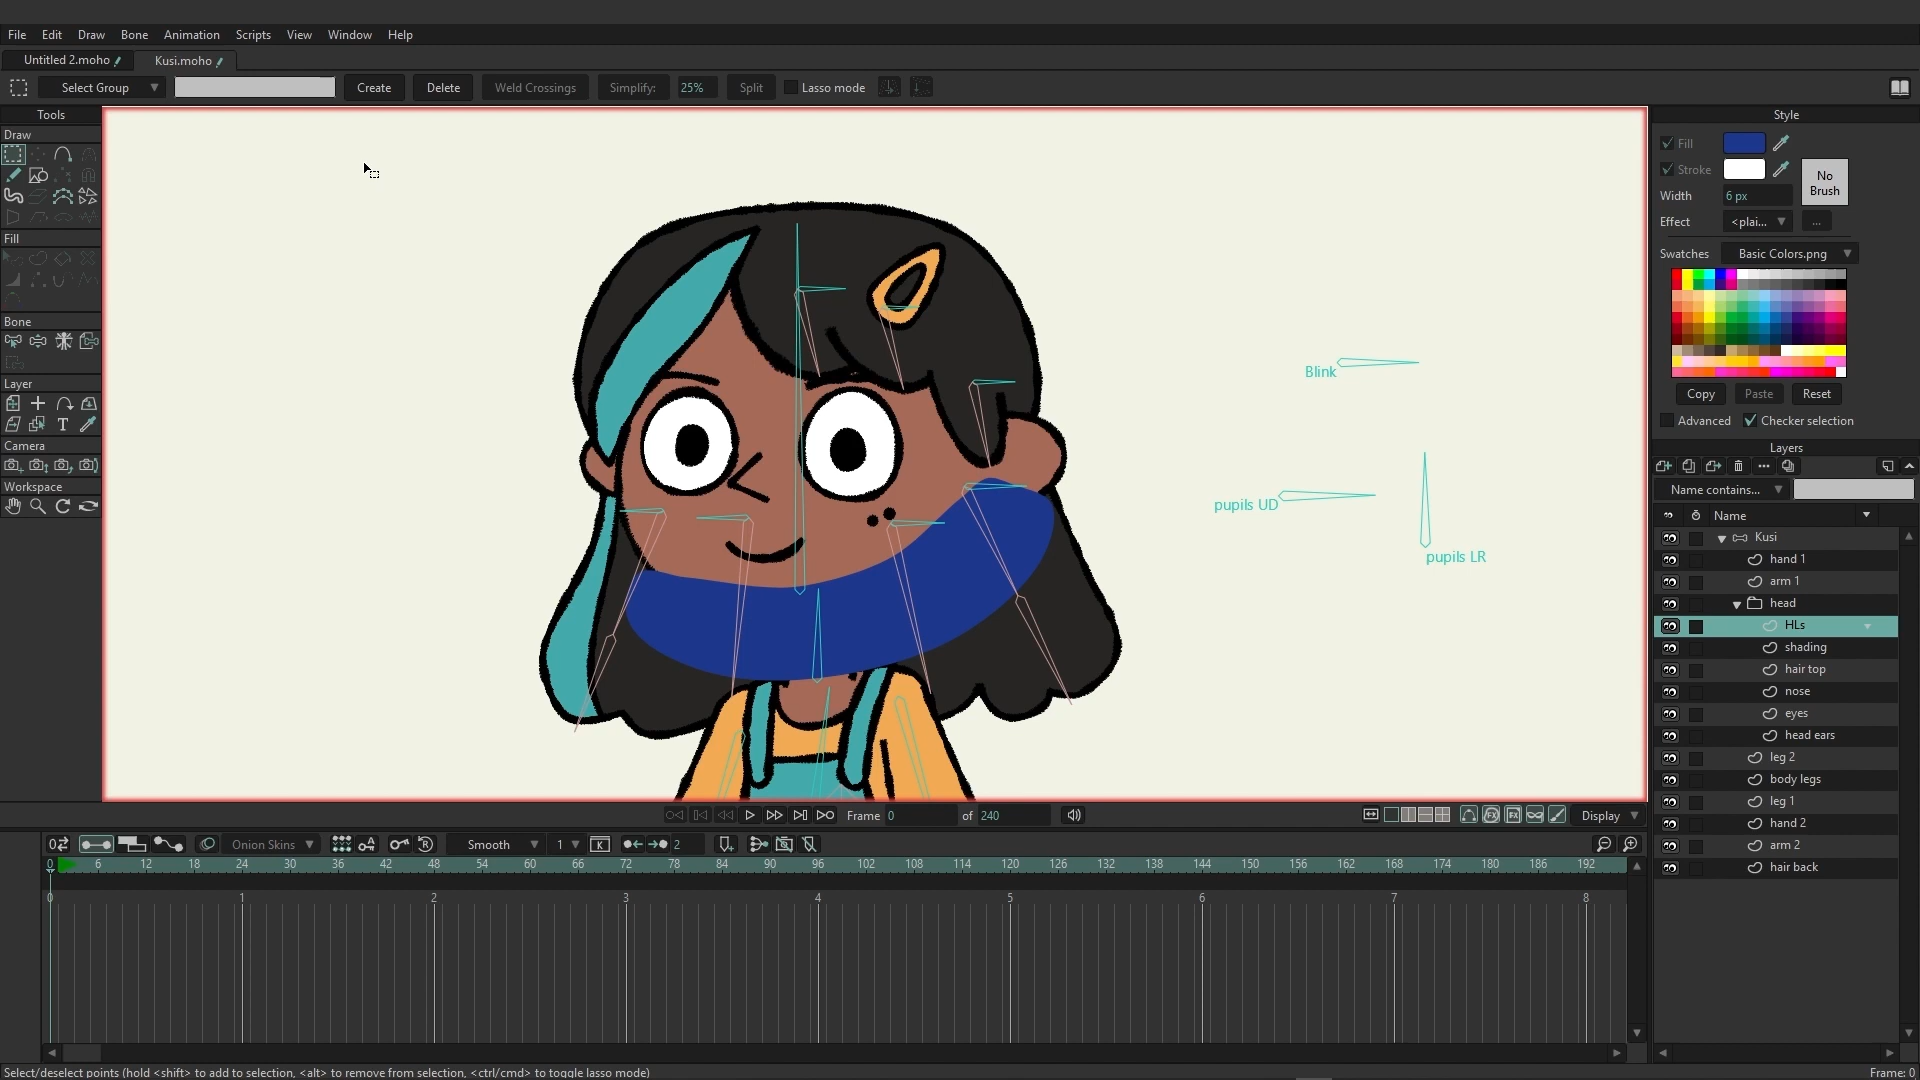 File Edit Draw Bone Animation Scripts View Window Help
Untitled 2.moho Kusi.moho
Select Group Create Delete Weld Crossings Simplify: 25% Split Lasso mode
Tools
Draw
Fill
Bone
Layer
Camera
Workspace
Blink
pupils UD
pupils LR
Style
Fill
Stroke
No
Brush
Width 6 px
Effect <plai... ...
Swatches Basic Colors.png
Copy Paste Reset
Advanced Checker selection
Layers
Name contains...
Name
Kusi
hand 1
arm 1
head
HLs
shading
hair top
nose
eyes
head ears
leg 2
body legs
leg 1
hand 2
arm 2
hair back
Frame 0 of 240 Display
Onion Skins Smooth 1 K 2
0 6 12 18 24 30 36 42 48 54 60 66 72 78 84 90 96 102 108 114 120 126 132 138 144 150 156 162 168 174 180 186 192
0 1 2 3 4 5 6 7 8
Select/deselect points (hold <shift> to add to selection, <alt> to remove from selection, <ctrl/cmd> to toggle lasso mode) Frame: 0